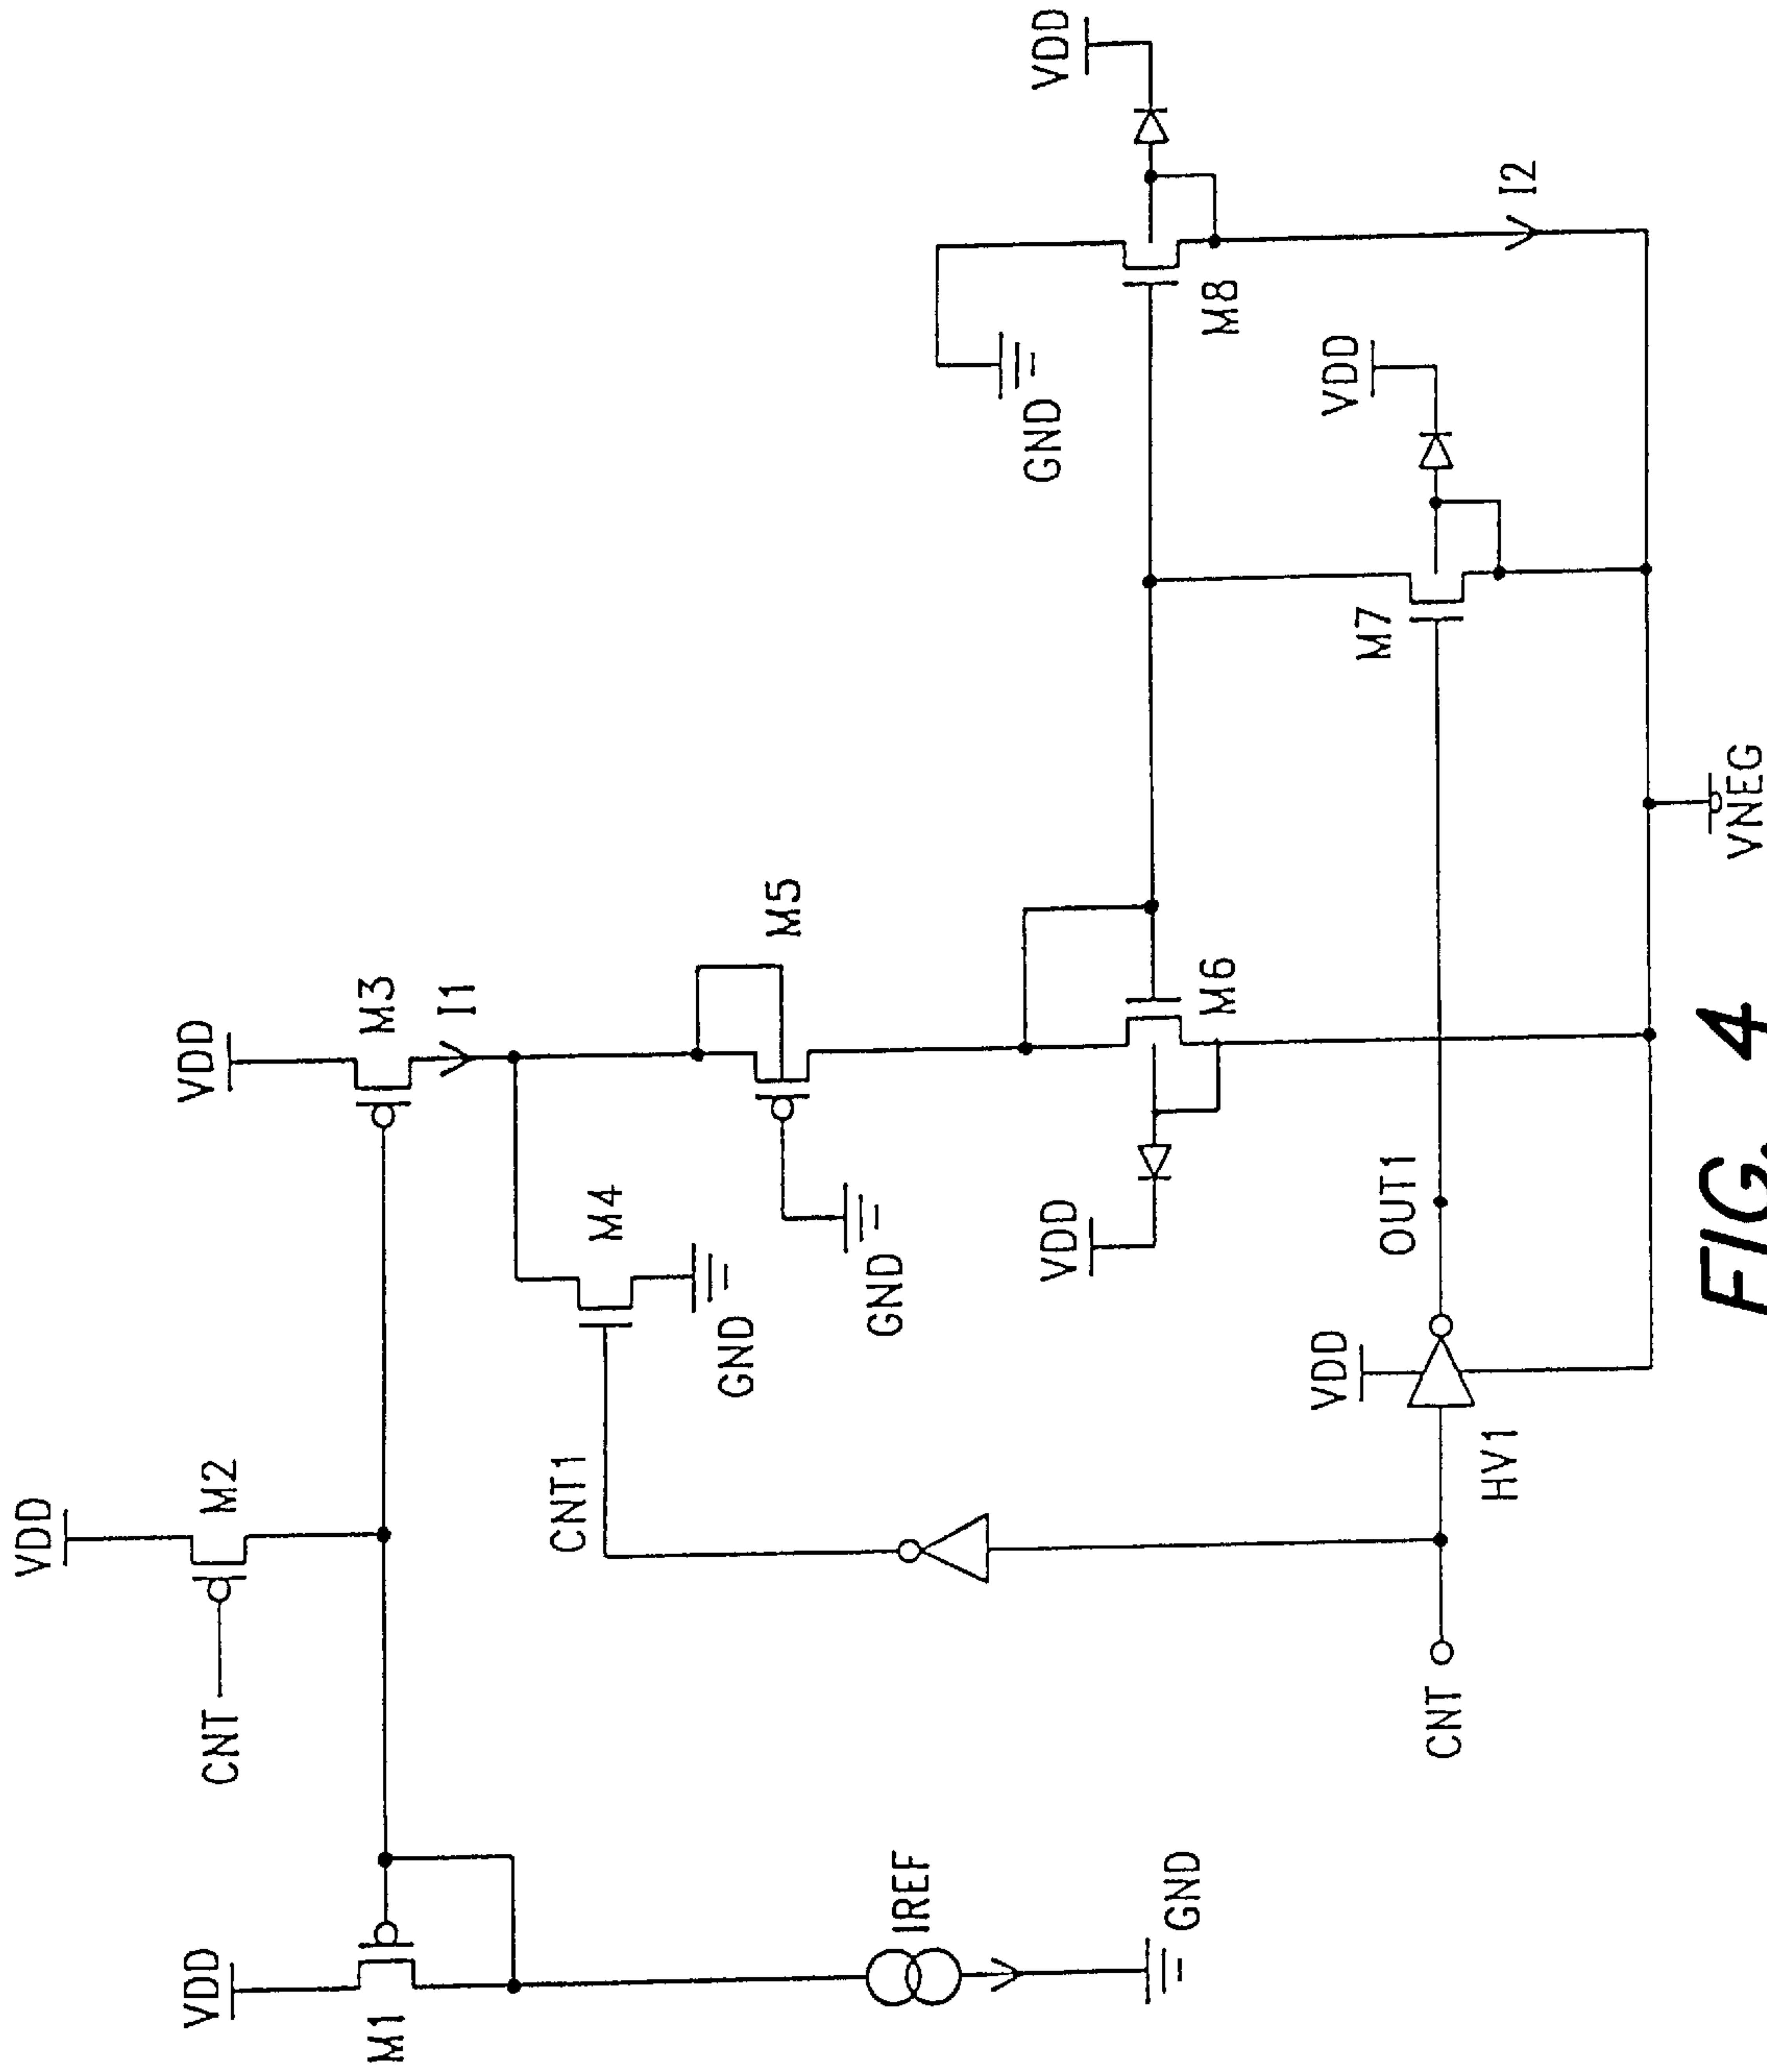 VDD
VDD
VDD
M1
M2
M3
CNT
I1
IREF
GND
CNT1
M4
GND
M5
GND
VDD
M6
GND
VDD
M8
VDD
M7
I2
CNT
HV1
VDD
OUT1
VNEG
FIG. 4